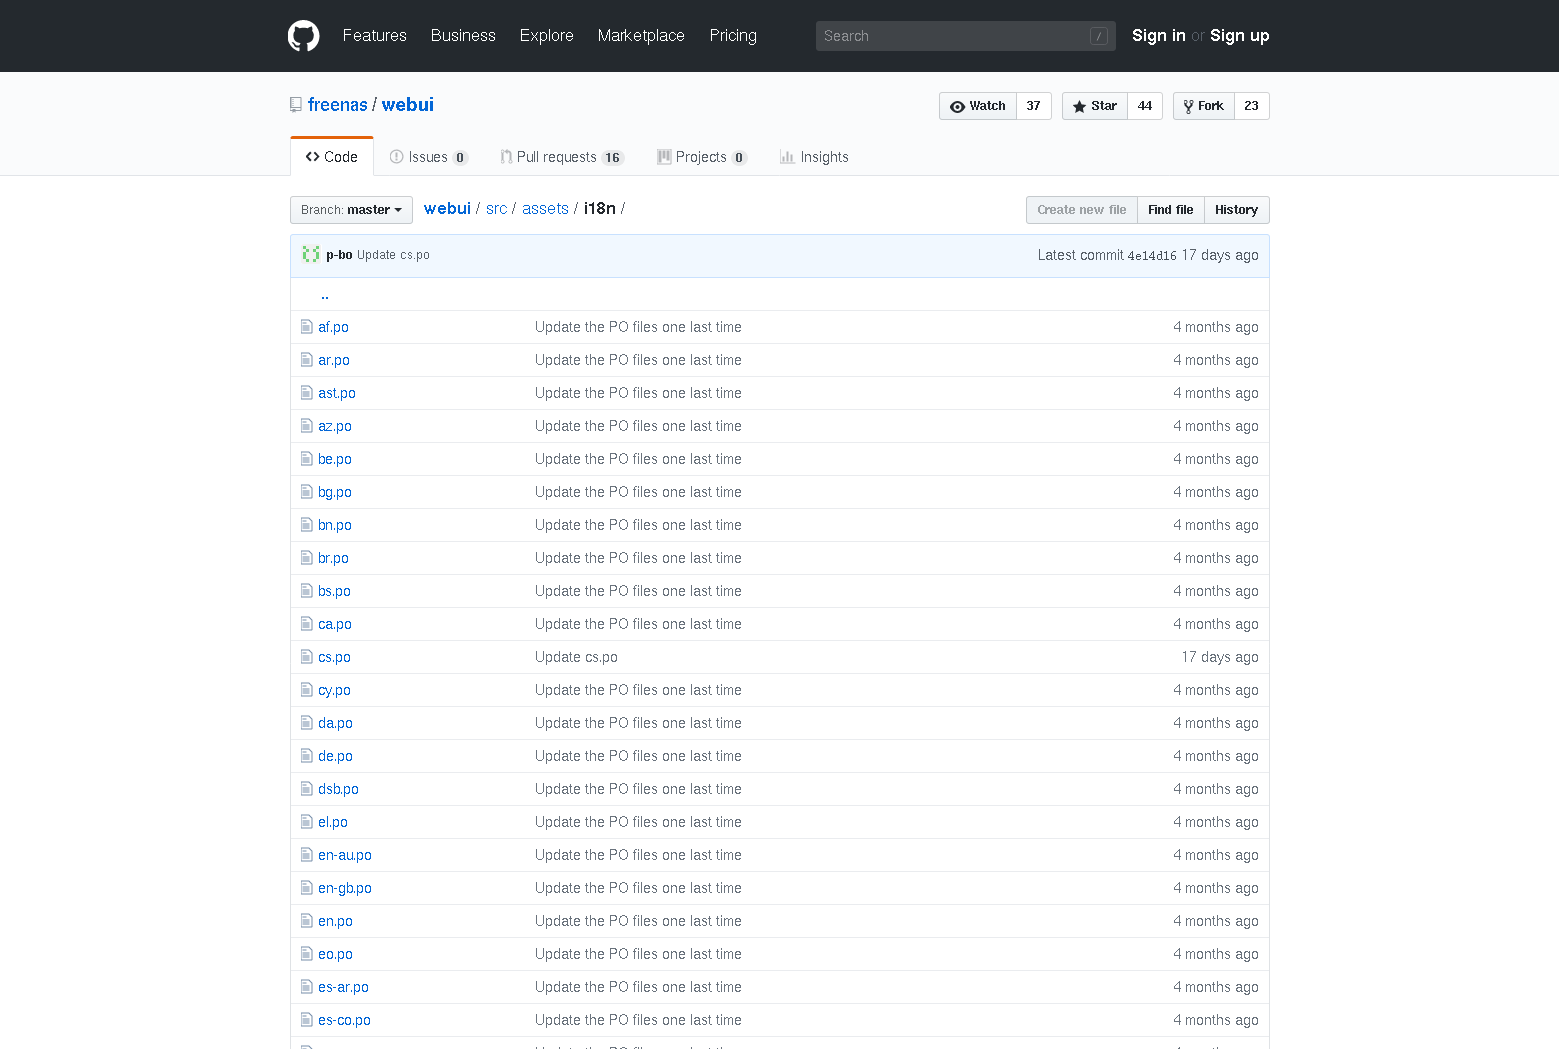 Features Business Explore Marketplace Pricing Search / Sign in or Sign up
freenas / webui Watch 37 Star 44 Fork 23
Code Issues 0 Pull requests 16 Projects 0 Insights
Branch: master webui / src / assets / i18n / Create new file Find file History
p-bo Update cs.po Latest commit 4e14d16 17 days ago
..
af.po Update the PO files one last time 4 months ago
ar.po Update the PO files one last time 4 months ago
ast.po Update the PO files one last time 4 months ago
az.po Update the PO files one last time 4 months ago
be.po Update the PO files one last time 4 months ago
bg.po Update the PO files one last time 4 months ago
bn.po Update the PO files one last time 4 months ago
br.po Update the PO files one last time 4 months ago
bs.po Update the PO files one last time 4 months ago
ca.po Update the PO files one last time 4 months ago
cs.po Update cs.po 17 days ago
cy.po Update the PO files one last time 4 months ago
da.po Update the PO files one last time 4 months ago
de.po Update the PO files one last time 4 months ago
dsb.po Update the PO files one last time 4 months ago
el.po Update the PO files one last time 4 months ago
en-au.po Update the PO files one last time 4 months ago
en-gb.po Update the PO files one last time 4 months ago
en.po Update the PO files one last time 4 months ago
eo.po Update the PO files one last time 4 months ago
es-ar.po Update the PO files one last time 4 months ago
es-co.po Update the PO files one last time 4 months ago